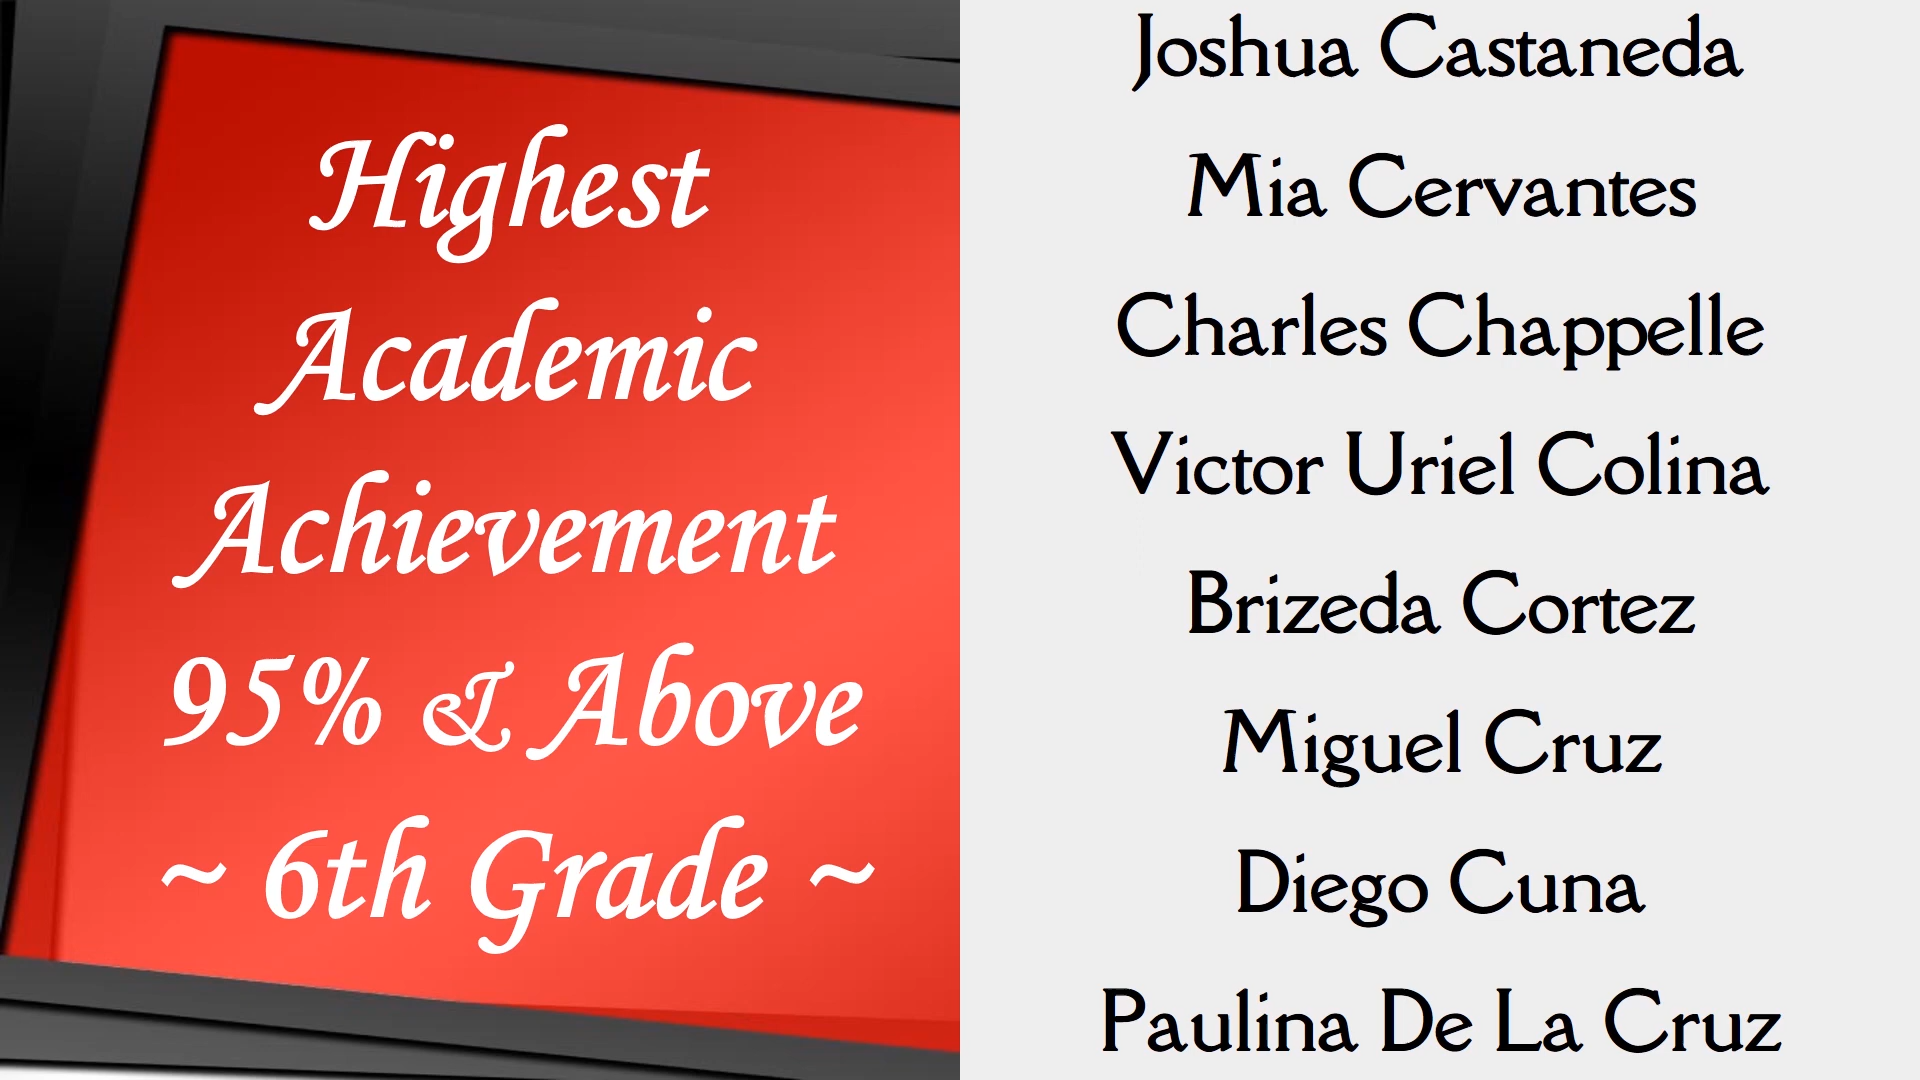 Highest
Academic
Achievement
95% & Above
~ 6th Grade ~
Joshua Castaneda
Mia Cervantes
Charles Chappelle
Victor Uriel Colina
Brizeda Cortez
Miguel Cruz
Diego Cuna
Paulina De La Cruz